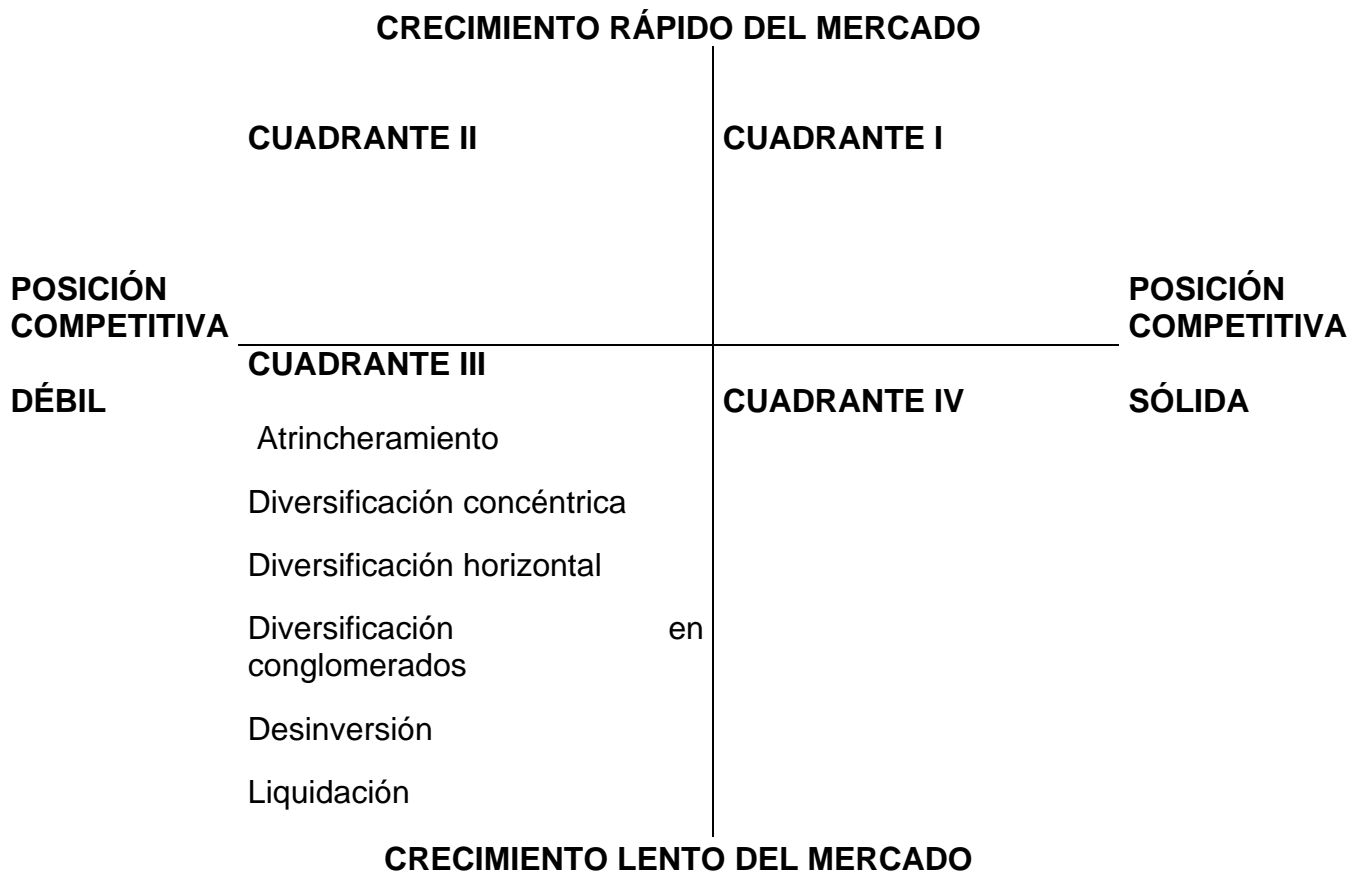 CRECIMIENTO RÁPIDO DEL MERCADO
CUADRANTE II
CUADRANTE I
POSICIÓN
COMPETITIVA
POSICIÓN
COMPETITIVA
CUADRANTE III
DÉBIL
CUADRANTE IV
SÓLIDA
Atrincheramiento
Diversificación concéntrica
Diversificación horizontal
Diversificación en
conglomerados
Desinversión
Liquidación
CRECIMIENTO LENTO DEL MERCADO